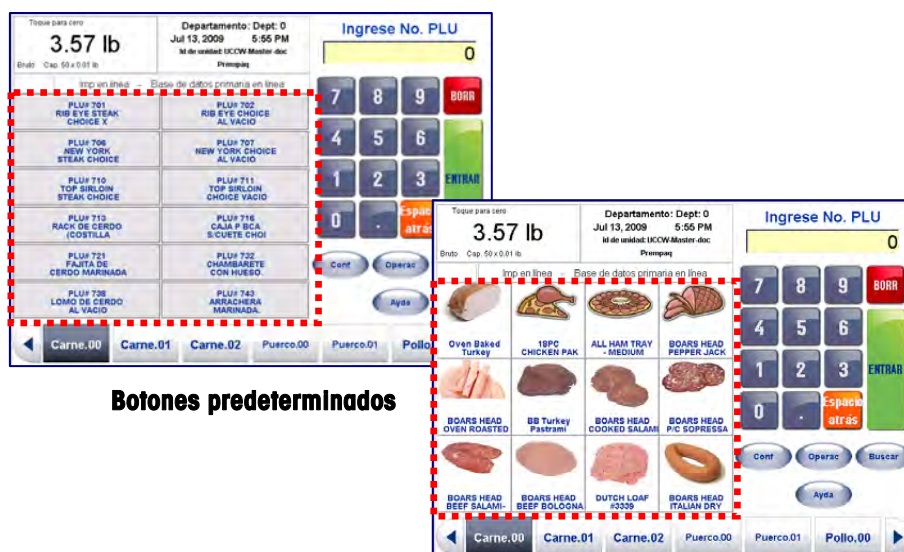 Toque para cero
3.57 lb
Bruto Cap. 50 x 0.01 lb
Departamento: Dept: 0
Jul 13, 2009 5:55 PM
Id de unidad: UCCW-Master-doc
Prempaq
Ingrese No. PLU
0
Imp en línea - Base de datos primaria en línea
PLU# 701
RIB EYE STEAK
CHOICE X
PLU# 702
RIB EYE CHOICE
AL VACIO
PLU# 706
NEW YORK
STEAK CHOICE
PLU# 707
NEW YORK CHOICE
AL VACIO
PLU# 710
TOP SIRLOIN
STEAK CHOICE
PLU# 711
TOP SIRLOIN
CHOICE VACIO
PLU# 713
RACK DE CERDO
(COSTILLA
PLU# 716
CAJA P BCA
S/CUETE CHOI
PLU# 721
FAJITA DE
CERDO MARINADA
PLU# 732
CHAMBARETE
CON HUESO.
PLU# 738
LOMO DE CERDO
AL VACIO
PLU# 743
ARRACHERA
MARINADA.
7 8 9 BORR
4 5 6
1 2 3 ENTRAR
0 . Espacio
atrás
Conf Operac
Ayda
Carne.00 Carne.01 Carne.02 Puerco.00 Puerco.01 Pollo.
Botones predeterminados
Toque para cero
3.57 lb
Bruto Cap. 50 x 0.01 lb
Departamento: Dept: 0
Jul 13, 2009 5:55 PM
Id de unidad: UCCW-Master-doc
Prempaq
Ingrese No. PLU
0
Imp en línea - Base de datos primaria en línea
Oven Baked
Turkey
18PC
CHICKEN PAK
ALL HAM TRAY
- MEDIUM
BOARS HEAD
PEPPER JACK
BOARS HEAD
OVEN ROASTED
BB Turkey
Pastrami
BOARS HEAD
COOKED SALAMI
BOARS HEAD
P/C SOPRESSA
BOARS HEAD
BEEF SALAMI-
BOARS HEAD
BEEF BOLOGNA
DUTCH LOAF
#3339
BOARS HEAD
ITALIAN DRY
7 8 9 BORR
4 5 6
1 2 3 ENTRAR
0 . Espacio
atrás
Conf Operac Buscar
Ayda
Carne.00 Carne.01 Carne.02 Puerco.00 Puerco.01 Pollo.00